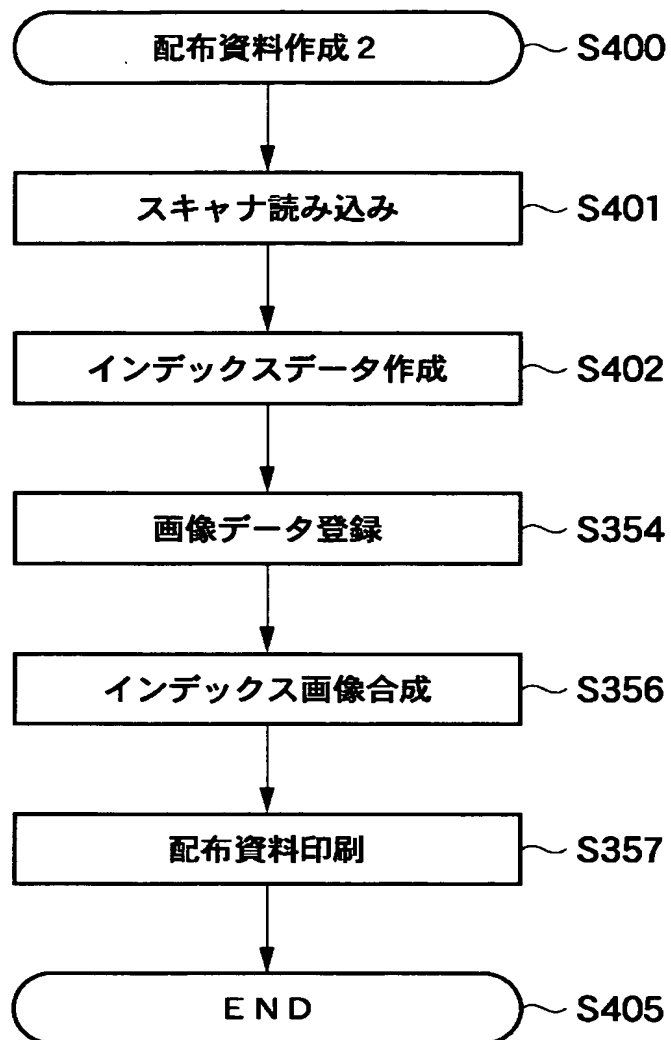 配布資料作成2 S400
スキャナ読み込み S401
インデックスデータ作成 S402
画像データ登録 S354
インデックス画像合成 S356
配布資料印刷 S357
END S405